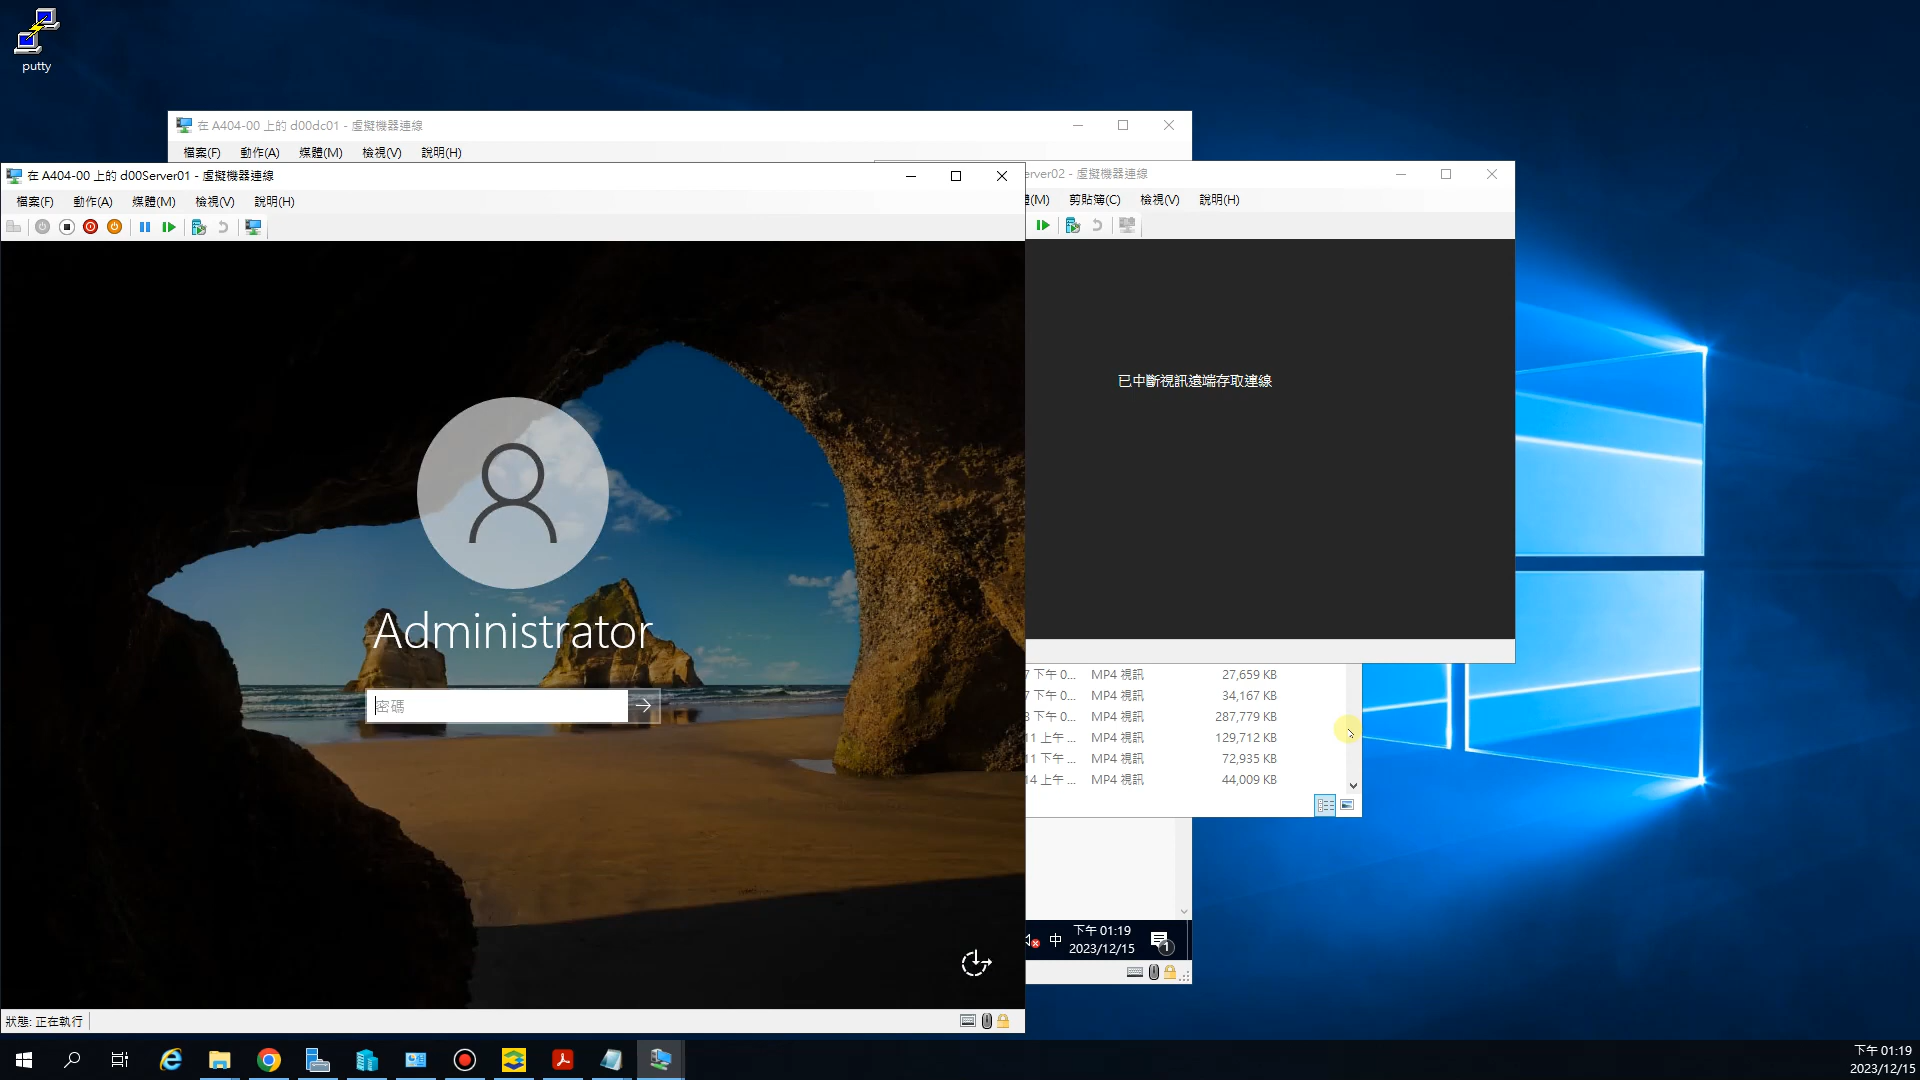 putty
在 A404-00 上的 d00dc01 - 虛擬機器連線
檔案(F) 動作(A) 媒體(M) 檢視(V) 說明(H)
在 A404-00 上的 d00Server01 - 虛擬機器連線
檔案(F) 動作(A) 媒體(M) 檢視(V) 說明(H)
erver02 - 虛擬機器連線
(M) 剪貼簿(C) 檢視(V) 說明(H)
已中斷視訊遠端存取連線
Administrator
密碼
7 下午 0... MP4 視訊 27,659 KB
7 下午 0... MP4 視訊 34,167 KB
8 下午 0... MP4 視訊 287,779 KB
11 上午 ... MP4 視訊 129,712 KB
11 下午 ... MP4 視訊 72,935 KB
14 上午 ... MP4 視訊 44,009 KB
中
下午 01:19
2023/12/15
1
狀態: 正在執行
下午 01:19
2023/12/15